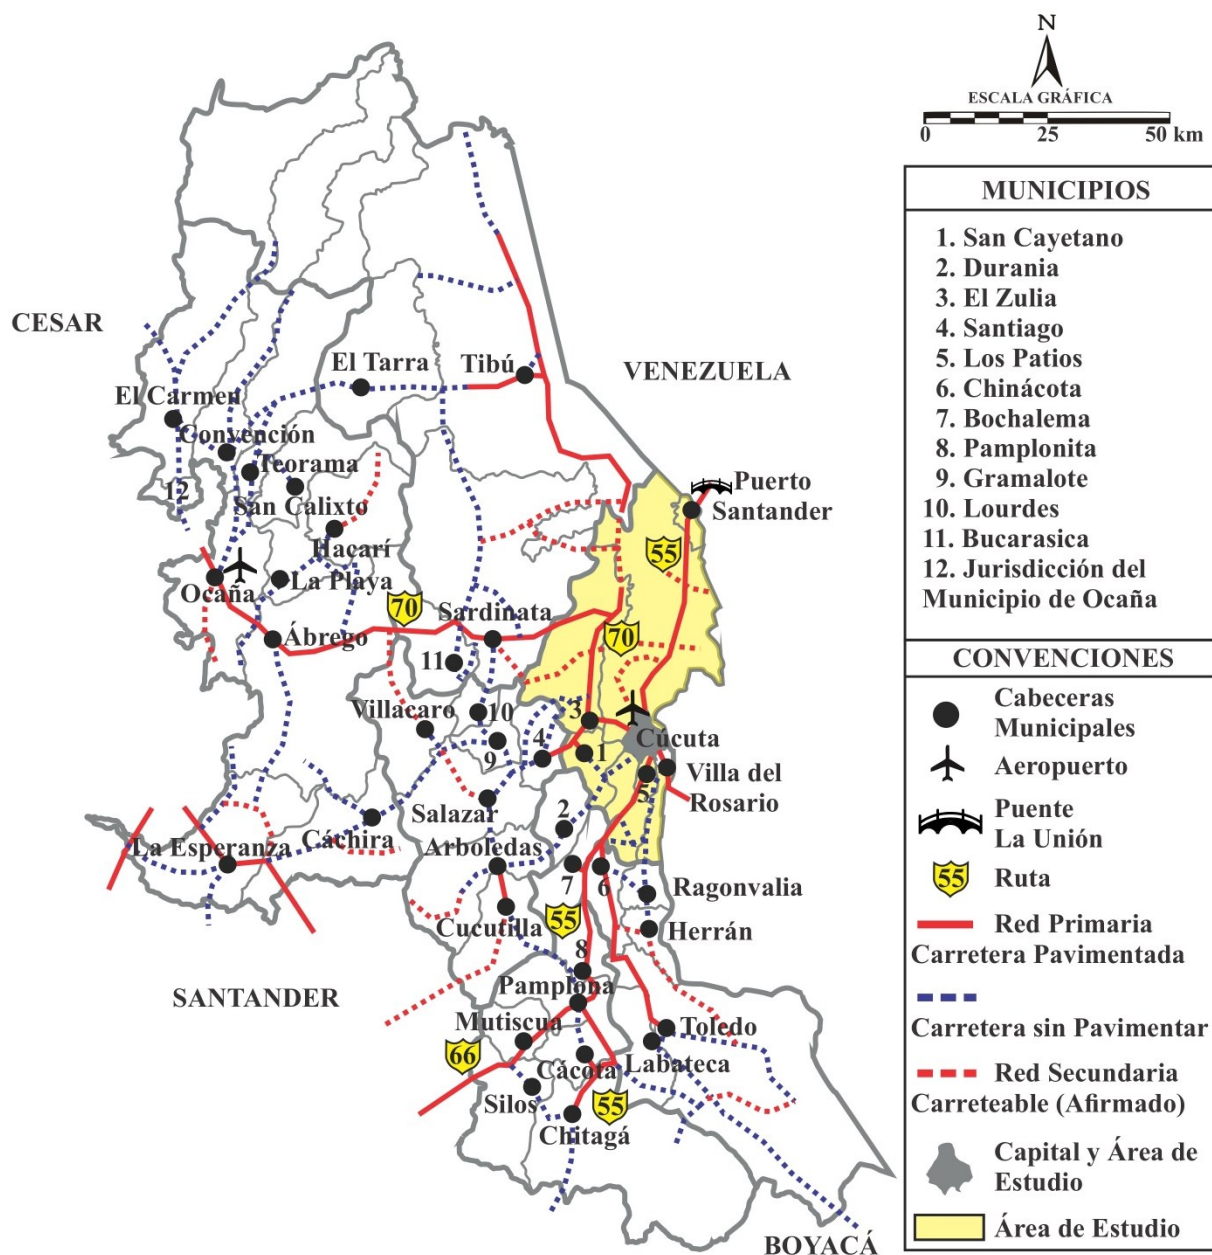 N
ESCALA GRÁFICA
0 25 50 km
MUNICIPIOS
1. San Cayetano
2. Durania
3. El Zulia
4. Santiago
5. Los Patios
6. Chinácota
7. Bochalema
8. Pamplonita
9. Gramalote
10. Lourdes
11. Bucarasica
12. Jurisdicción del
Municipio de Ocaña
CONVENCIONES
Cabeceras
Municipales
Aeropuerto
Puente
La Unión
55 Ruta
Red Primaria
Carretera Pavimentada
Carretera sin Pavimentar
Red Secundaria
Carreteable (Afirmado)
Capital y Área de
Estudio
Área de Estudio
CESAR
VENEZUELA
El Tarra
Tibú
El Carmen
Convención
Teorama
12
San Calixto
Puerto
Santander
Hacarí
55
Ocaña
La Playa
70
Sardinata
Ábrego
70
11
Villacaro
10
3
9
4
1
Cúcuta
5
Villa del
Rosario
Salazar
2
Cáchira
La Esperanza
Arboledas
7
6
Ragonvalia
Cucutilla
55
Herrán
8
SANTANDER
Pamplona
Mutiscua
Toledo
66
Cácota
Labateca
Silos
55
Chitagá
BOYACÁ